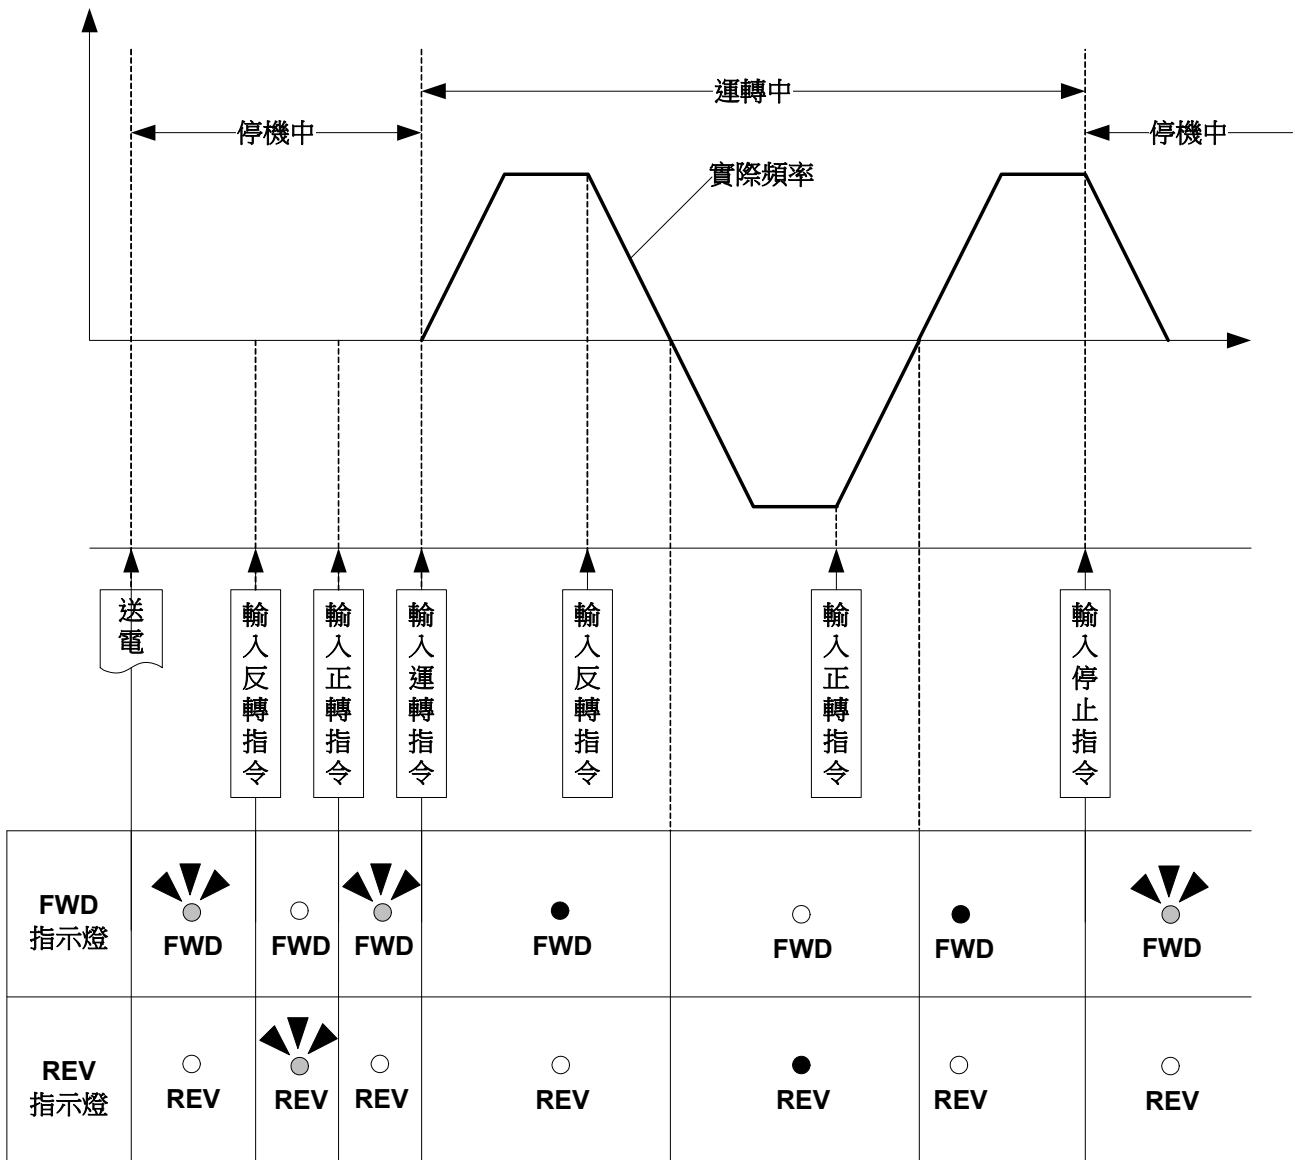 運轉中
停機中
停機中
實際頻率
送電
輸入反轉指令
輸入正轉指令
輸入運轉指令
輸入反轉指令
輸入正轉指令
輸入停止指令
FWD
指示燈
FWD
FWD
FWD
FWD
FWD
FWD
FWD
REV
指示燈
REV
REV
REV
REV
REV
REV
REV